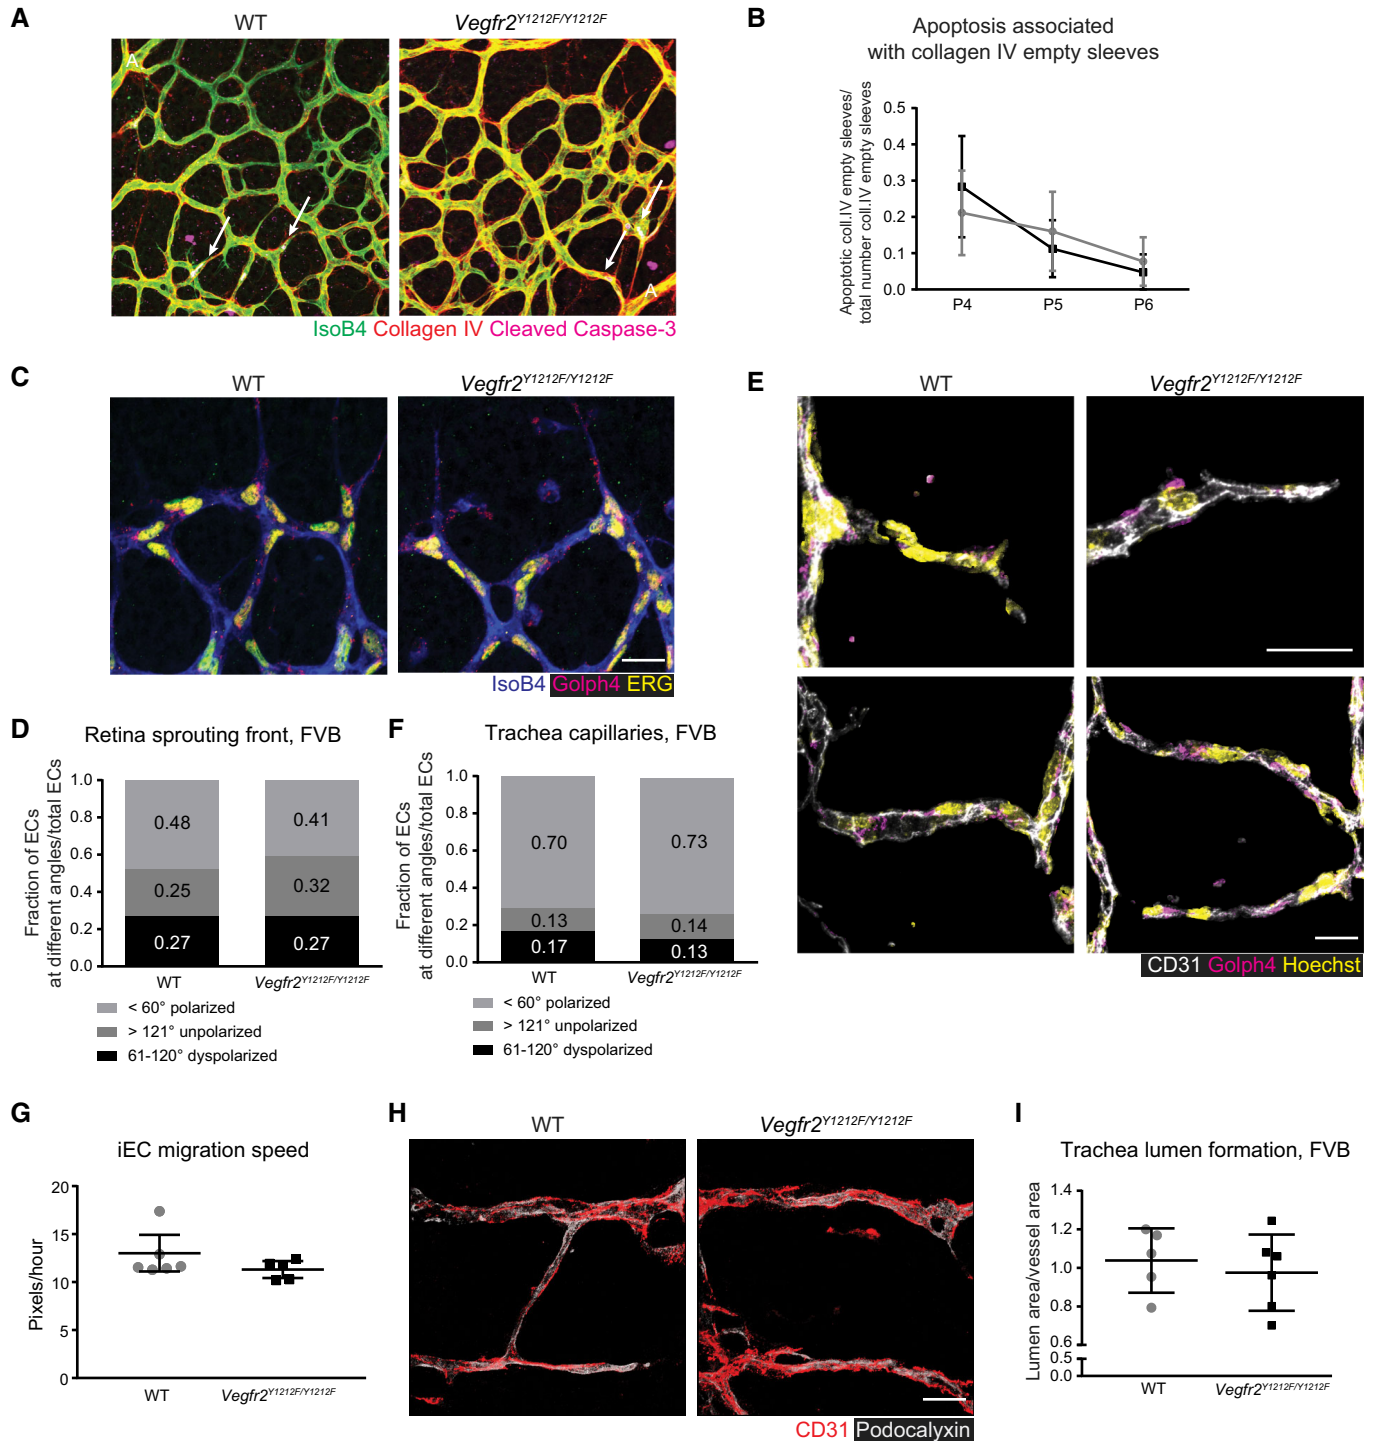 A
WT
Vegfr2Y1212F/Y1212F
A
A
IsoB4 Collagen IV Cleaved Caspase-3
B
Apoptosis associated
with collagen IV empty sleeves
Apoptotic coll.IV empty sleeves/
total number coll.IV empty sleeves
0.5
0.4
0.3
0.2
0.1
0.0
P4
P5
P6
C
WT
Vegfr2Y1212F/Y1212F
IsoB4 Golph4 ERG
D
Retina sprouting front, FVB
Fraction of ECs
at different angles/total ECs
1.0
0.8
0.6
0.4
0.2
0.0
0.48
0.25
0.27
0.41
0.32
0.27
WT
Vegfr2Y1212F/Y1212F
< 60° polarized
> 121° unpolarized
61-120° dyspolarized
E
WT
Vegfr2Y1212F/Y1212F
CD31 Golph4 Hoechst
F
Trachea capillaries, FVB
Fraction of ECs
at different angles/total ECs
1.0
0.8
0.6
0.4
0.2
0.0
0.70
0.13
0.17
0.73
0.14
0.13
WT
Vegfr2Y1212F/Y1212F
< 60° polarized
> 121° unpolarized
61-120° dyspolarized
G
iEC migration speed
Pixels/hour
20
15
10
5
0
WT
Vegfr2Y1212F/Y1212F
H
WT
Vegfr2Y1212F/Y1212F
CD31 Podocalyxin
I
Trachea lumen formation, FVB
Lumen area/vessel area
1.4
1.2
1.0
0.8
0.6
0.5
0.0
WT
Vegfr2Y1212F/Y1212F